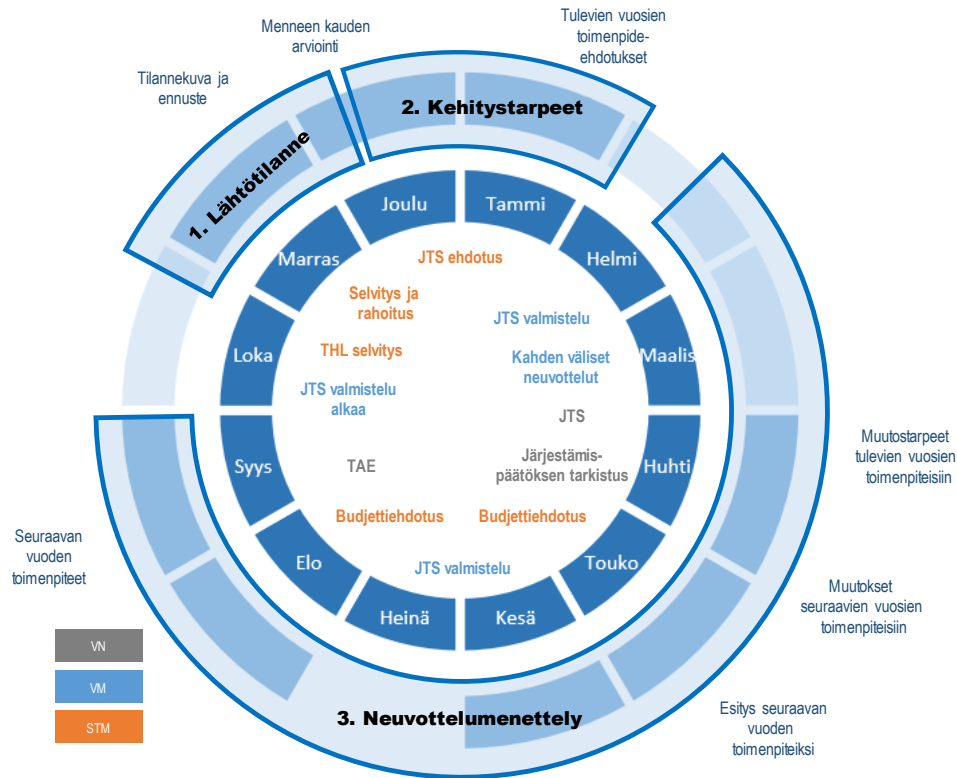 Menneen kauden
arviointi
Tulevien vuosien
toimenpide-
ehdotukset
Tilannekuva ja
ennuste
2. Kehitystarpeet
1. Lähtötilanne
Joulu
Tammi
Marras
Helmi
Loka
Maalis
Syys
Huhti
Elo
Touko
Heinä
Kesä
JTS ehdotus
Selvitys ja
rahoitus
JTS valmistelu
THL selvitys
Kahden väliset
neuvottelut
JTS valmistelu
alkaa
JTS
TAE
Järjestämis-
päätöksen tarkistus
Budjettiehdotus
Budjettiehdotus
JTS valmistelu
Muutostarpeet
tulevien vuosien
toimenpiteisiin
Seuraavan
vuoden
toimenpiteet
Muutokset
seuraavien vuosien
toimenpiteisiin
VN
VM
STM
3. Neuvottelumenettely
Esitys seuraavan
vuoden
toimenpiteiksi